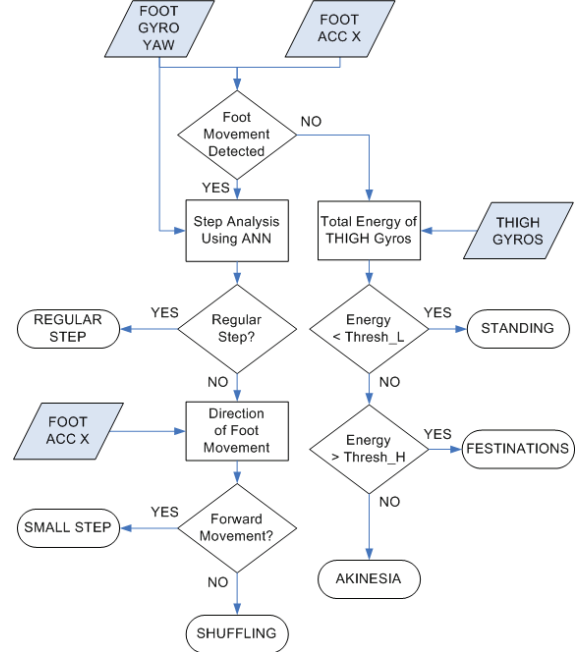 FOOT
GYRO
YAW
FOOT
ACC X
Foot
Movement
Detected
NO
YES
Step Analysis
Using ANN
Total Energy of
THIGH Gyros
THIGH
GYROS
REGULAR
STEP
YES
Regular
Step?
Energy
< Thresh_L
YES
STANDING
NO
NO
FOOT
ACC X
Direction
of Foot
Movement
Energy
> Thresh_H
YES
FESTINATIONS
SMALL STEP
YES
Forward
Movement?
NO
NO
AKINESIA
SHUFFLING